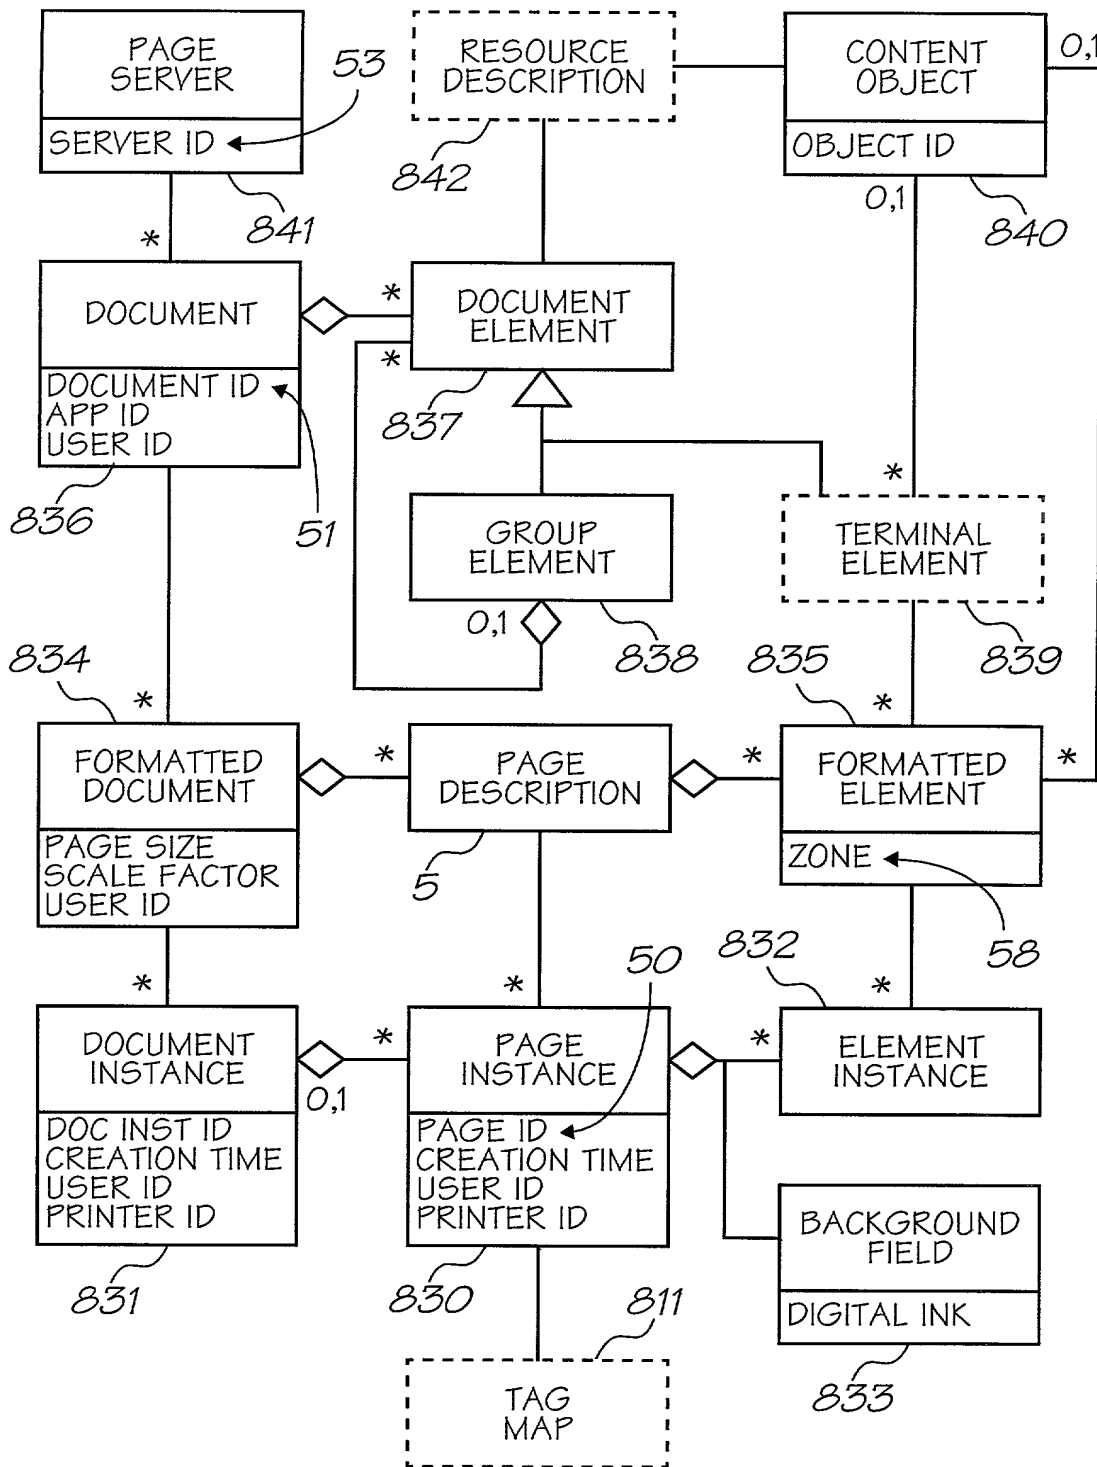 PAGE
SERVER
SERVER ID
53
841
*
RESOURCE
DESCRIPTION
842
CONTENT
OBJECT
OBJECT ID
0,1
0,1
840
DOCUMENT
DOCUMENT ID
APP ID
USER ID
836
51
*
*
DOCUMENT
ELEMENT
837
GROUP
ELEMENT
0,1
838
*
TERMINAL
ELEMENT
839
834
*
FORMATTED
DOCUMENT
PAGE SIZE
SCALE FACTOR
USER ID
*
PAGE
DESCRIPTION
5
*
835
*
FORMATTED
ELEMENT
ZONE
58
*
*
DOCUMENT
INSTANCE
DOC INST ID
CREATION TIME
USER ID
PRINTER ID
831
0,1
*
*
50
PAGE
INSTANCE
PAGE ID
CREATION TIME
USER ID
PRINTER ID
830
*
832
*
ELEMENT
INSTANCE
BACKGROUND
FIELD
DIGITAL INK
833
811
TAG
MAP